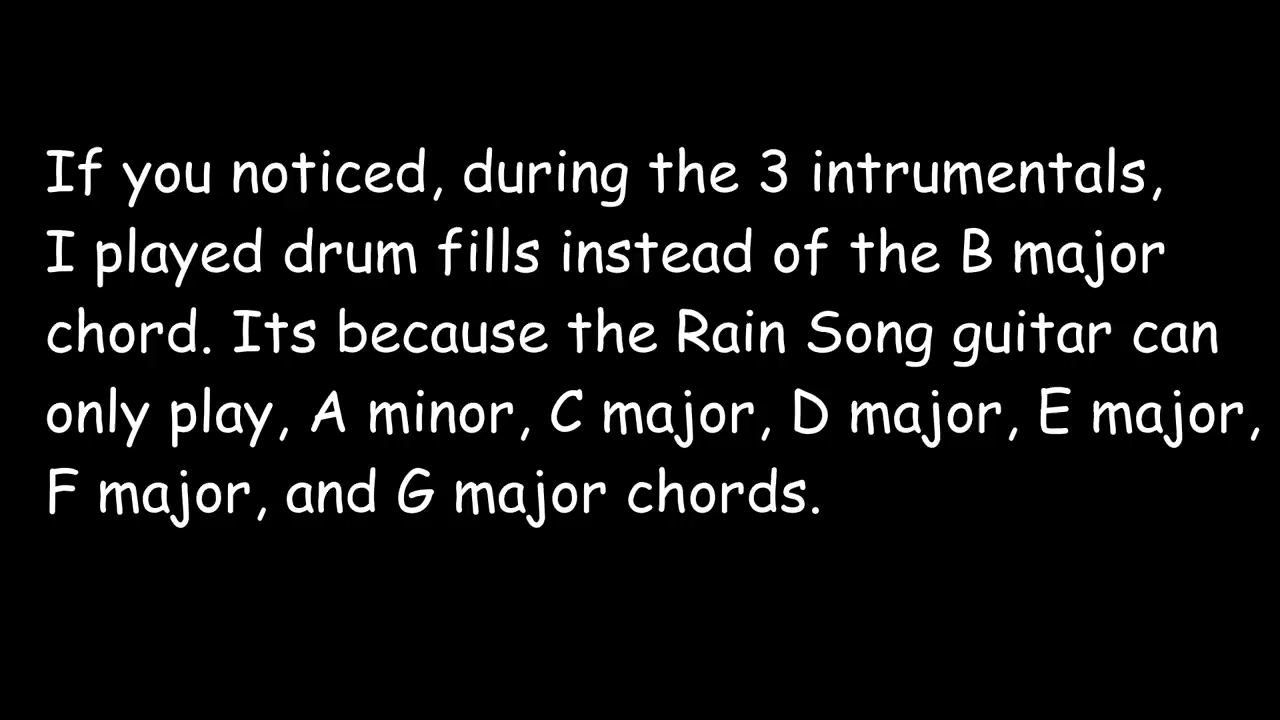 If you noticed, during the 3 intrumentals,
I played drum fills instead of the B major
chord. Its because the Rain Song guitar can
only play, A minor, C major, D major, E major,
F major, and G major chords.